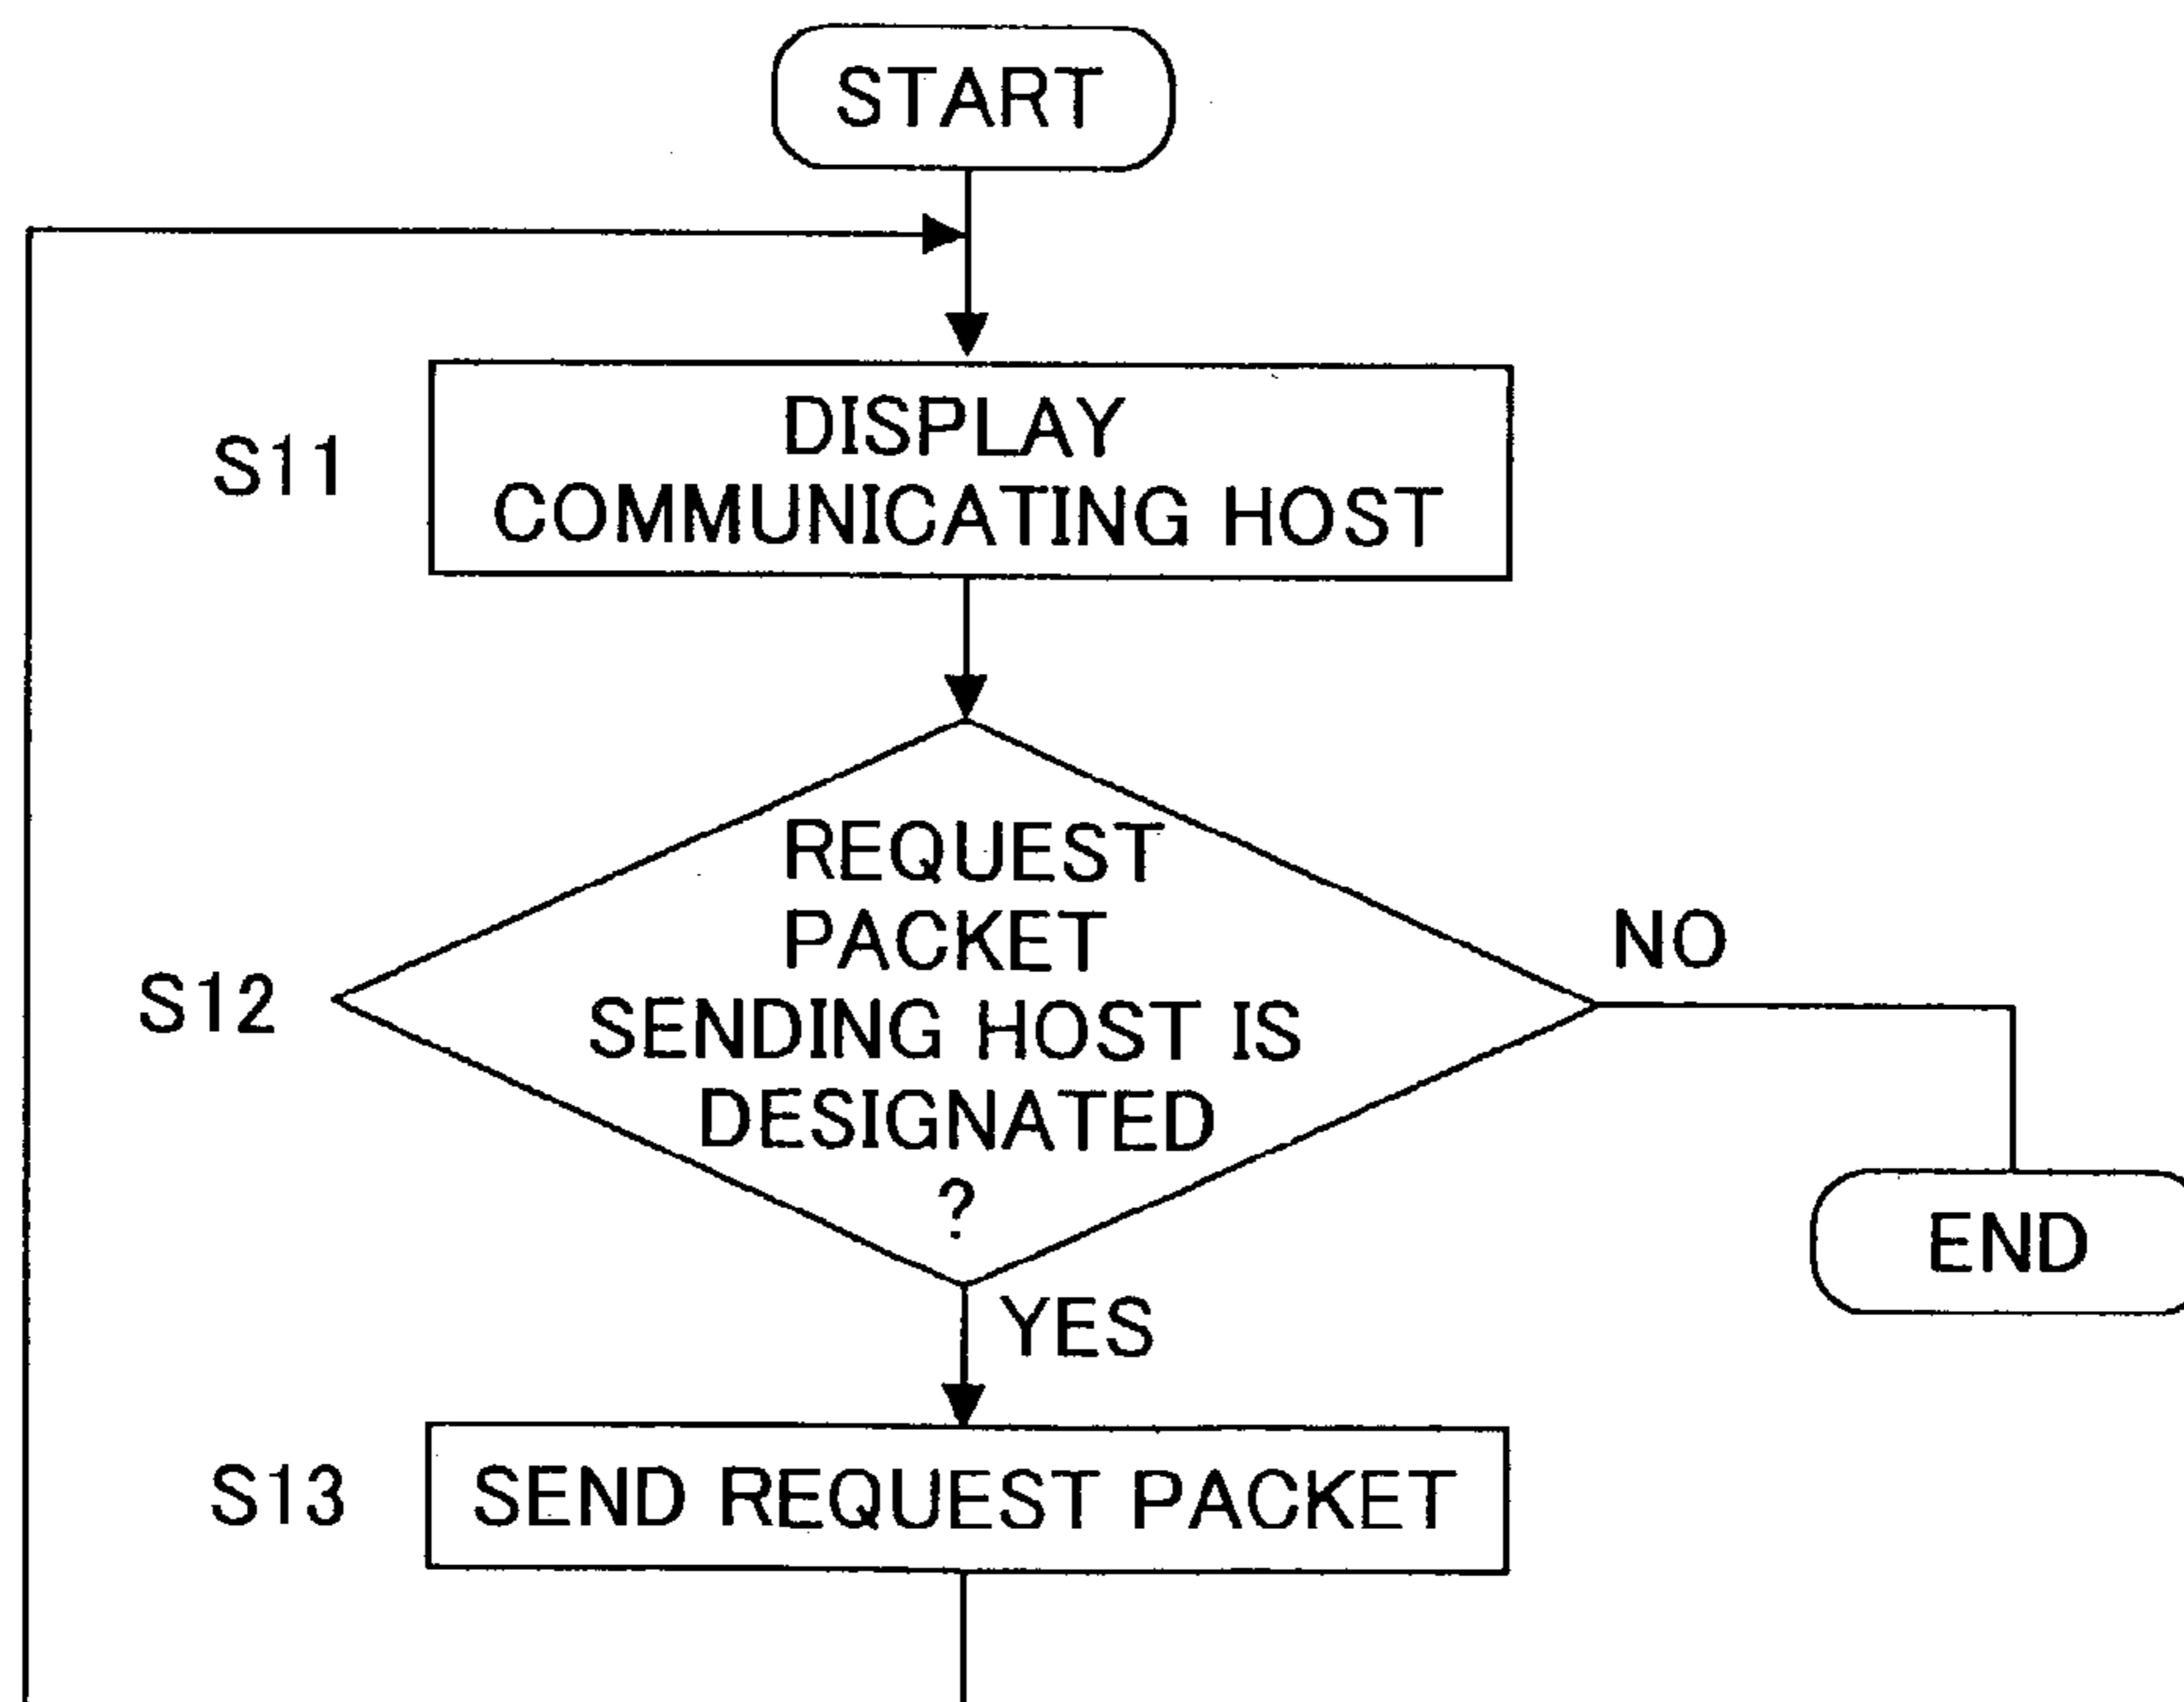 START
S11
DISPLAY
COMMUNICATING HOST
S12
REQUEST
PACKET
SENDING HOST IS
DESIGNATED
?
NO
END
YES
S13
SEND REQUEST PACKET